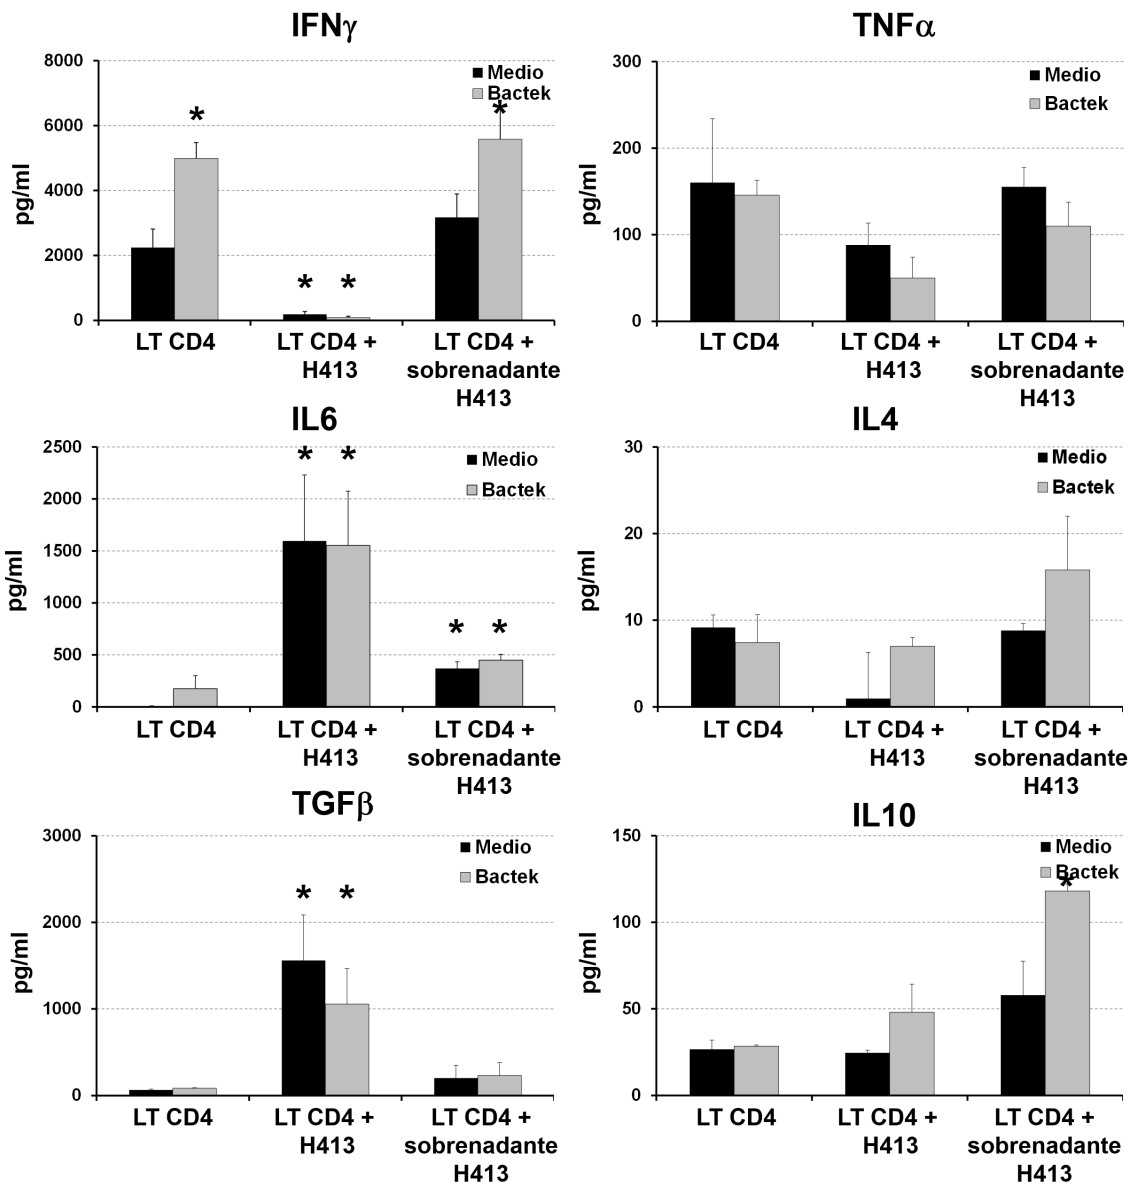 IFNγ
8000
6000
4000
2000
0
pg/ml
Medio
Bactek
*
*
*
*
LT CD4
LT CD4 +
H413
LT CD4 +
sobrenadante
H413
TNFα
300
200
100
0
pg/ml
Medio
Bactek
LT CD4
LT CD4 +
H413
LT CD4 +
sobrenadante
H413
IL6
2500
2000
1500
1000
500
0
pg/ml
Medio
Bactek
*
*
*
*
LT CD4
LT CD4 +
H413
LT CD4 +
sobrenadante
H413
IL4
30
20
10
0
pg/ml
Medio
Bactek
LT CD4
LT CD4 +
H413
LT CD4 +
sobrenadante
H413
TGFβ
3000
2000
1000
0
pg/ml
Medio
Bactek
*
*
LT CD4
LT CD4 +
H413
LT CD4 +
sobrenadante
H413
IL10
150
100
50
0
pg/ml
Medio
Bactek
*
LT CD4
LT CD4 +
H413
LT CD4 +
sobrenadante
H413